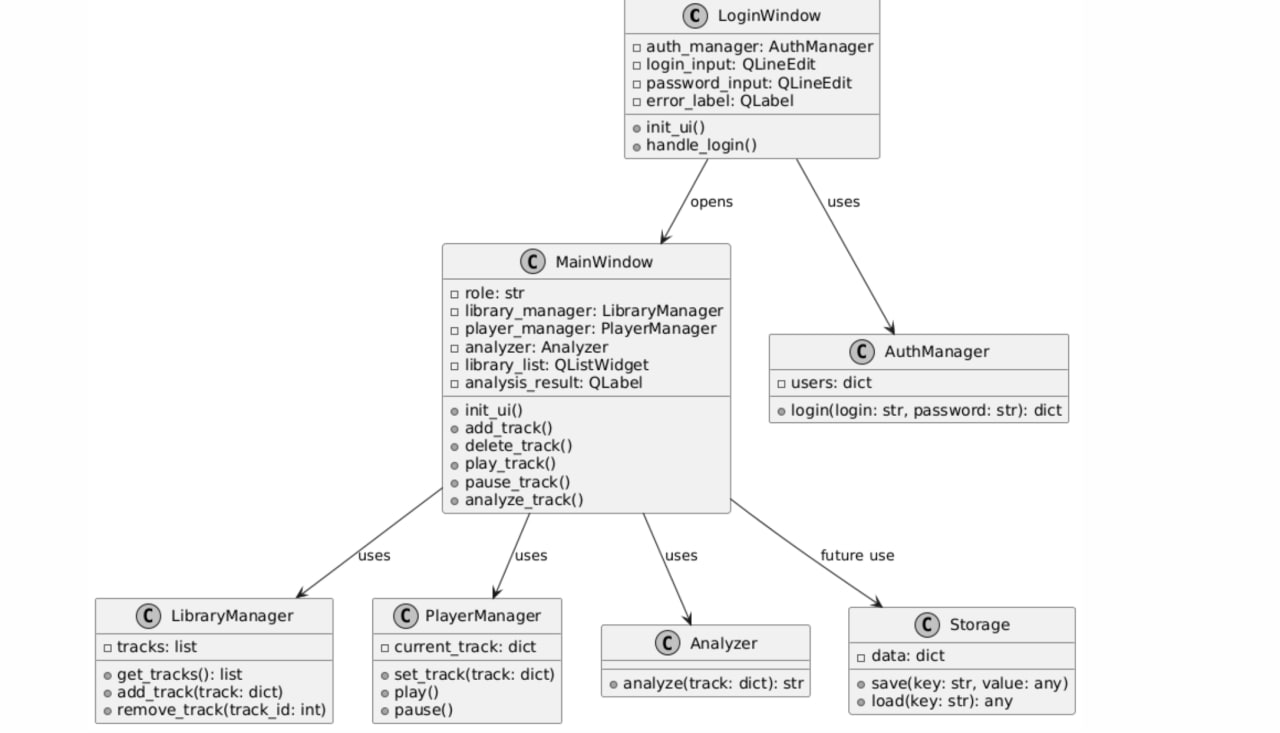 C LoginWindow
auth_manager: AuthManager
login_input: QLineEdit
password_input: QLineEdit
error_label: QLabel
init_ui()
handle_login()
opens
uses
C MainWindow
role: str
library_manager: LibraryManager
player_manager: PlayerManager
analyzer: Analyzer
library_list: QListWidget
analysis_result: QLabel
init_ui()
add_track()
delete_track()
play_track()
pause_track()
analyze_track()
C AuthManager
users: dict
login(login: str, password: str): dict
uses
uses
uses
future use
C LibraryManager
tracks: list
get_tracks(): list
add_track(track: dict)
remove_track(track_id: int)
C PlayerManager
current_track: dict
set_track(track: dict)
play()
pause()
C Analyzer
analyze(track: dict): str
C Storage
data: dict
save(key: str, value: any)
load(key: str): any